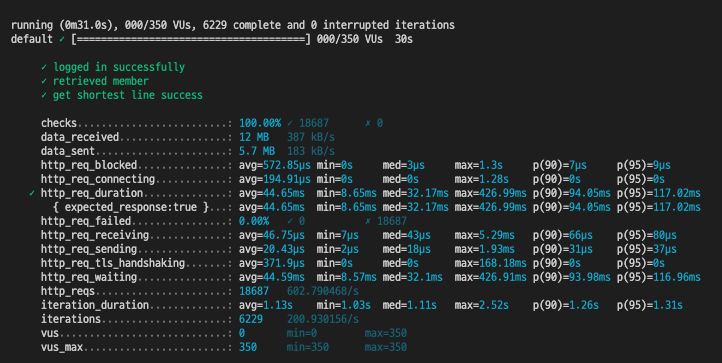 running (0m31.0s), 000/350 VUs, 6229 complete and 0 interrupted iterations
default ✓ [======================================] 000/350 VUs  30s
✓ logged in successfully
✓ retrieved member
✓ get shortest line success
checks.........................: 100.00% ✓ 18687 ✗ 0
data_received..................: 12 MB 387 kB/s
data_sent......................: 5.7 MB 183 kB/s
http_req_blocked...............: avg=572.85µs min=0s med=3µs max=1.3s p(90)=7µs p(95)=9µs
http_req_connecting............: avg=194.91µs min=0s med=0s max=1.28s p(90)=0s p(95)=0s
✓ http_req_duration..............: avg=44.65ms min=8.65ms med=32.17ms max=426.99ms p(90)=94.05ms p(95)=117.02ms
{ expected_response:true }...: avg=44.65ms min=8.65ms med=32.17ms max=426.99ms p(90)=94.05ms p(95)=117.02ms
http_req_failed................: 0.00% ✓ 0 ✗ 18687
http_req_receiving.............: avg=46.75µs min=7µs med=43µs max=5.29ms p(90)=66µs p(95)=80µs
http_req_sending...............: avg=20.43µs min=2µs med=18µs max=1.93ms p(90)=31µs p(95)=37µs
http_req_tls_handshaking.......: avg=371.9µs min=0s med=0s max=168.18ms p(90)=0s p(95)=0s
http_req_waiting...............: avg=44.59ms min=8.57ms med=32.1ms max=426.91ms p(90)=93.98ms p(95)=116.96ms
http_reqs......................: 18687 602.790468/s
iteration_duration.............: avg=1.13s min=1.03s med=1.11s max=2.52s p(90)=1.26s p(95)=1.31s
iterations.....................: 6229 200.930156/s
vus............................: 0 min=0 max=350
vus_max........................: 350 min=350 max=350